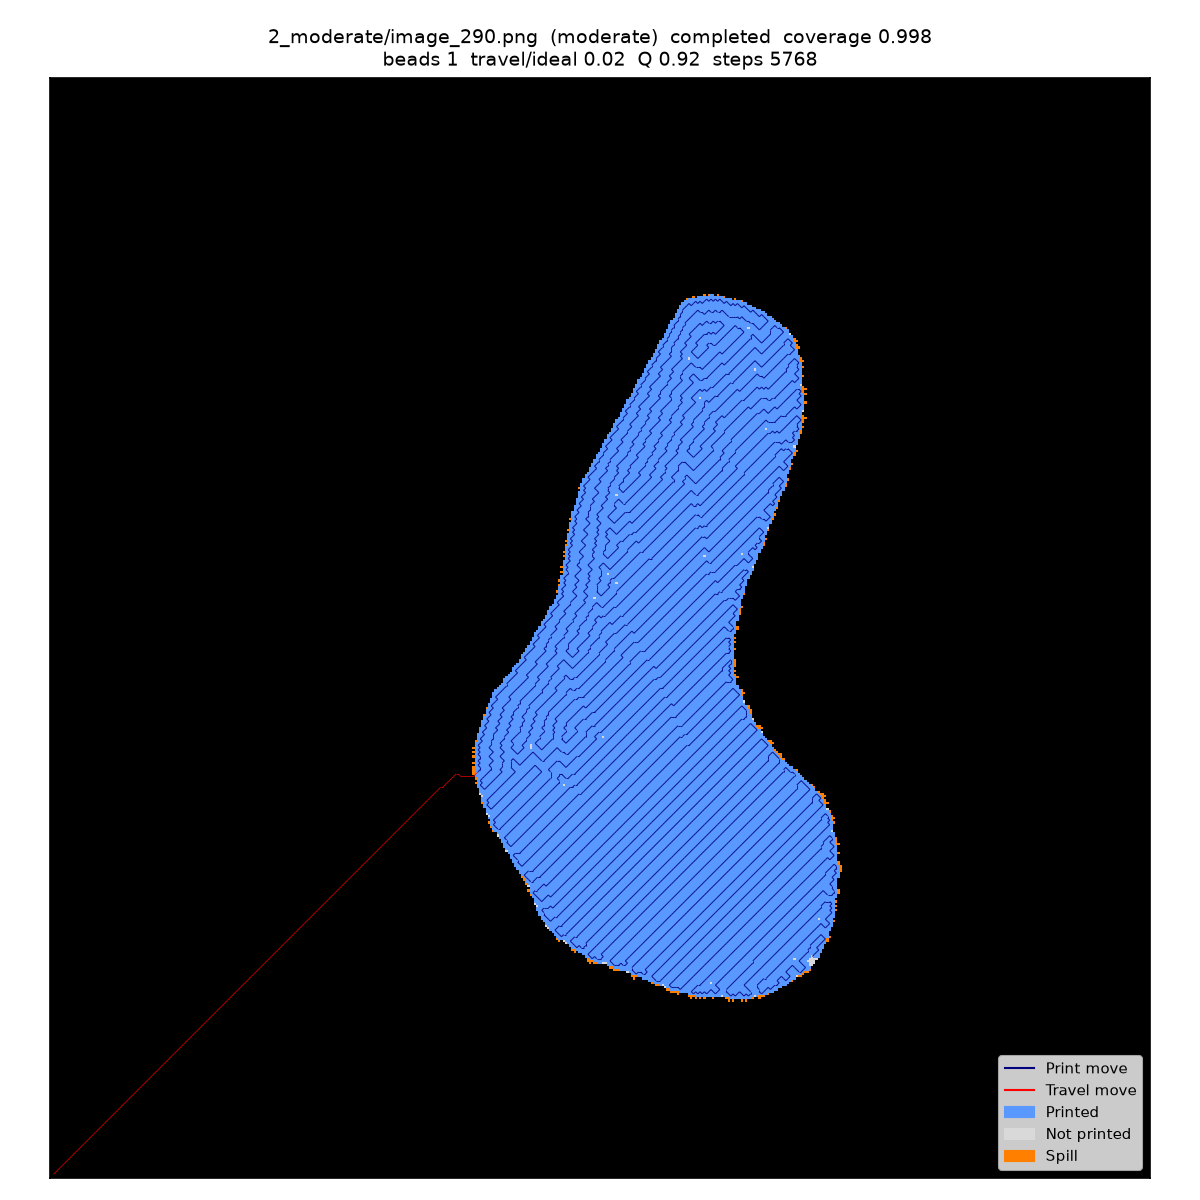 2_moderate/image_290.png  (moderate)  completed  coverage 0.998
beads 1  travel/ideal 0.02  Q 0.92  steps 5768
Print move
Travel move
Printed
Not printed
Spill